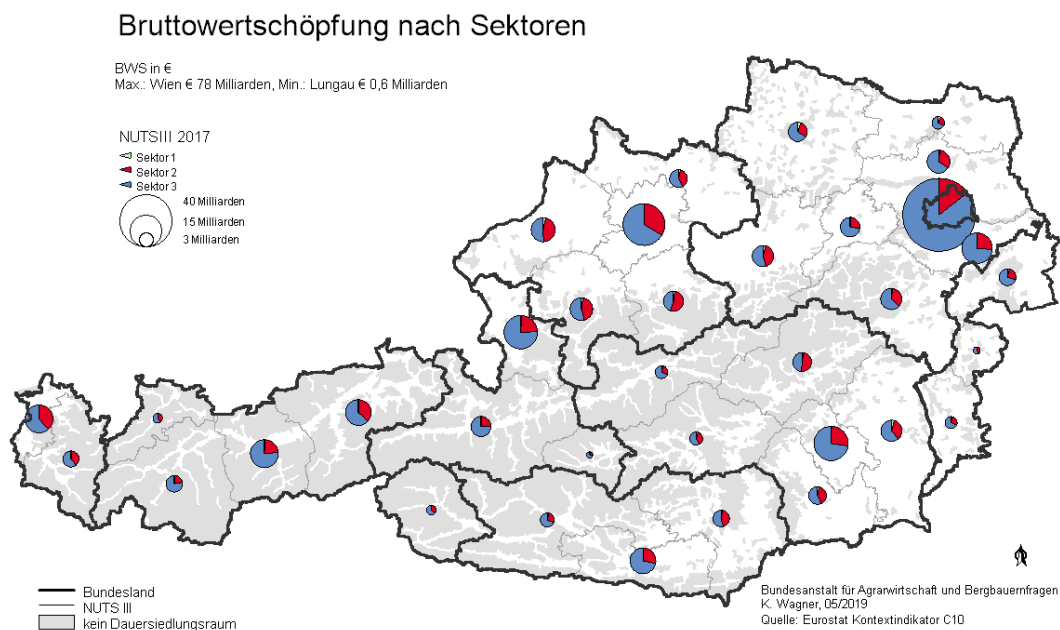 Bruttowertschöpfung nach Sektoren
BWS in €
Max.: Wien € 78 Milliarden, Min.: Lungau € 0,6 Milliarden
NUTSIII 2017
Sektor 1
Sektor 2
Sektor 3
40 Milliarden
15 Milliarden
3 Milliarden
Bundesland
NUTS III
kein Dauersiedlungsraum
Bundesanstalt für Agrarwirtschaft und Bergbauernfragen
K. Wagner, 05/2019
Quelle: Eurostat Kontextindikator C10